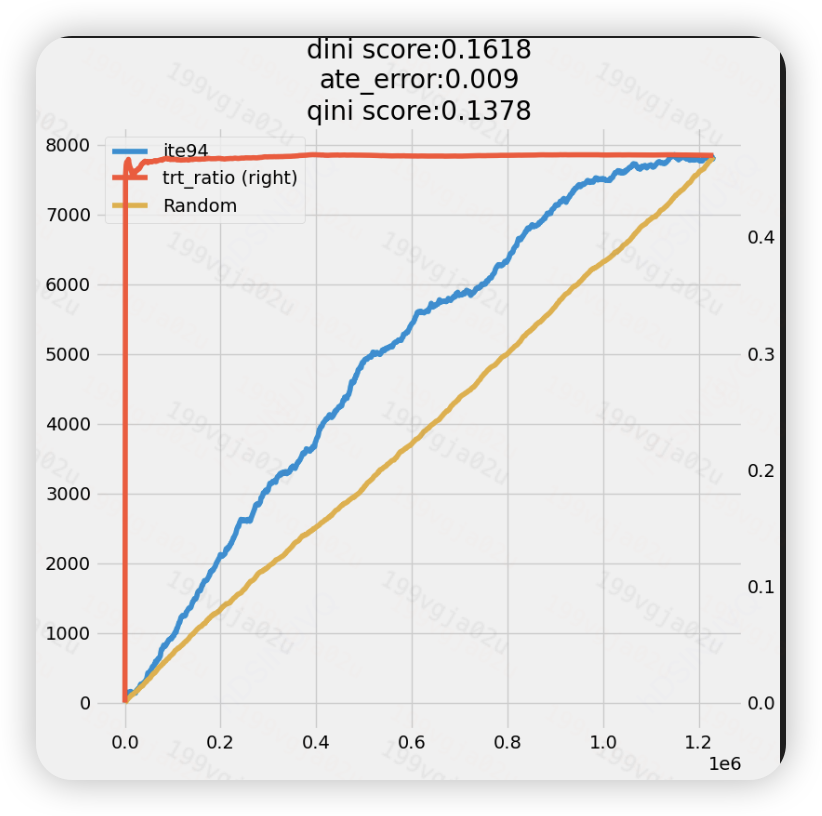 dini score:0.1618
ate_error:0.009
qini score:0.1378
8000
7000
6000
5000
4000
3000
2000
1000
0
ite94
trt_ratio (right)
Random
0.4
0.3
0.2
0.1
0.0
0.0 0.2 0.4 0.6 0.8 1.0 1.2
1e6
199vgja02u